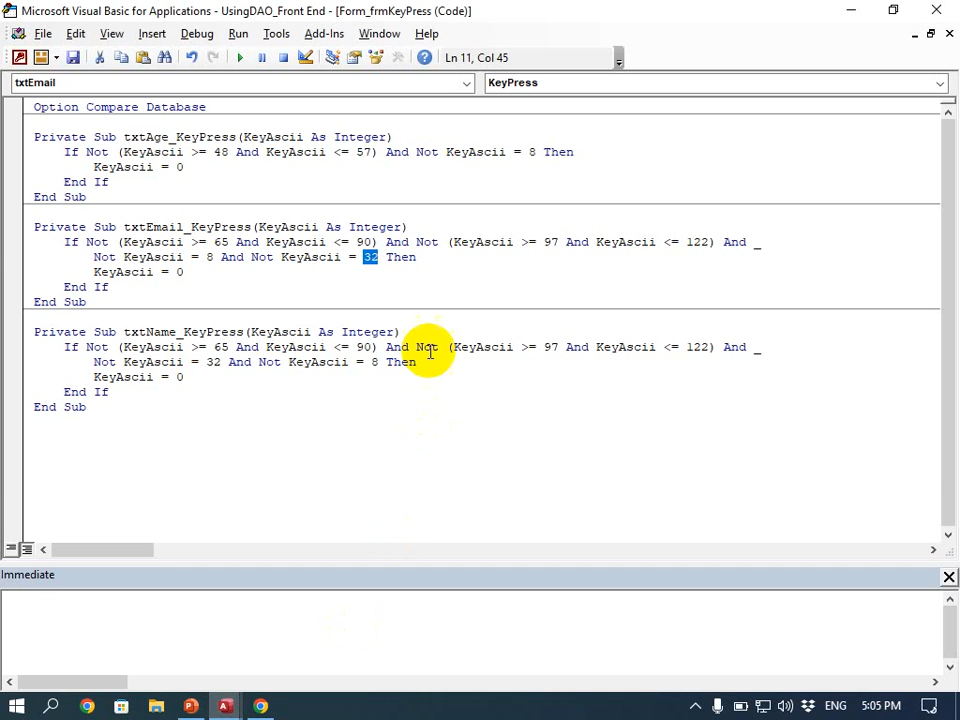 Microsoft Visual Basic for Applications - UsingDAO_Front End - [Form_frmKeyPress (Code)]
File Edit View Insert Format Debug Run Tools Add-Ins Window Help
Ln 11, Col 45
txtEmail KeyPress
Option Compare Database
Private Sub txtAge_KeyPress(KeyAscii As Integer)
If Not (KeyAscii >= 48 And KeyAscii <= 57) And Not KeyAscii = 8 Then
KeyAscii = 0
End If
End Sub
Private Sub txtEmail_KeyPress(KeyAscii As Integer)
If Not (KeyAscii >= 65 And KeyAscii <= 90) And Not (KeyAscii >= 97 And KeyAscii <= 122) And _
Not KeyAscii = 8 And Not KeyAscii = 32 Then
KeyAscii = 0
End If
End Sub
Private Sub txtName_KeyPress(KeyAscii As Integer)
If Not (KeyAscii >= 65 And KeyAscii <= 90) And Not (KeyAscii >= 97 And KeyAscii <= 122) And _
Not KeyAscii = 32 And Not KeyAscii = 8 Then
KeyAscii = 0
End If
End Sub
Immediate
ENG 5:05 PM